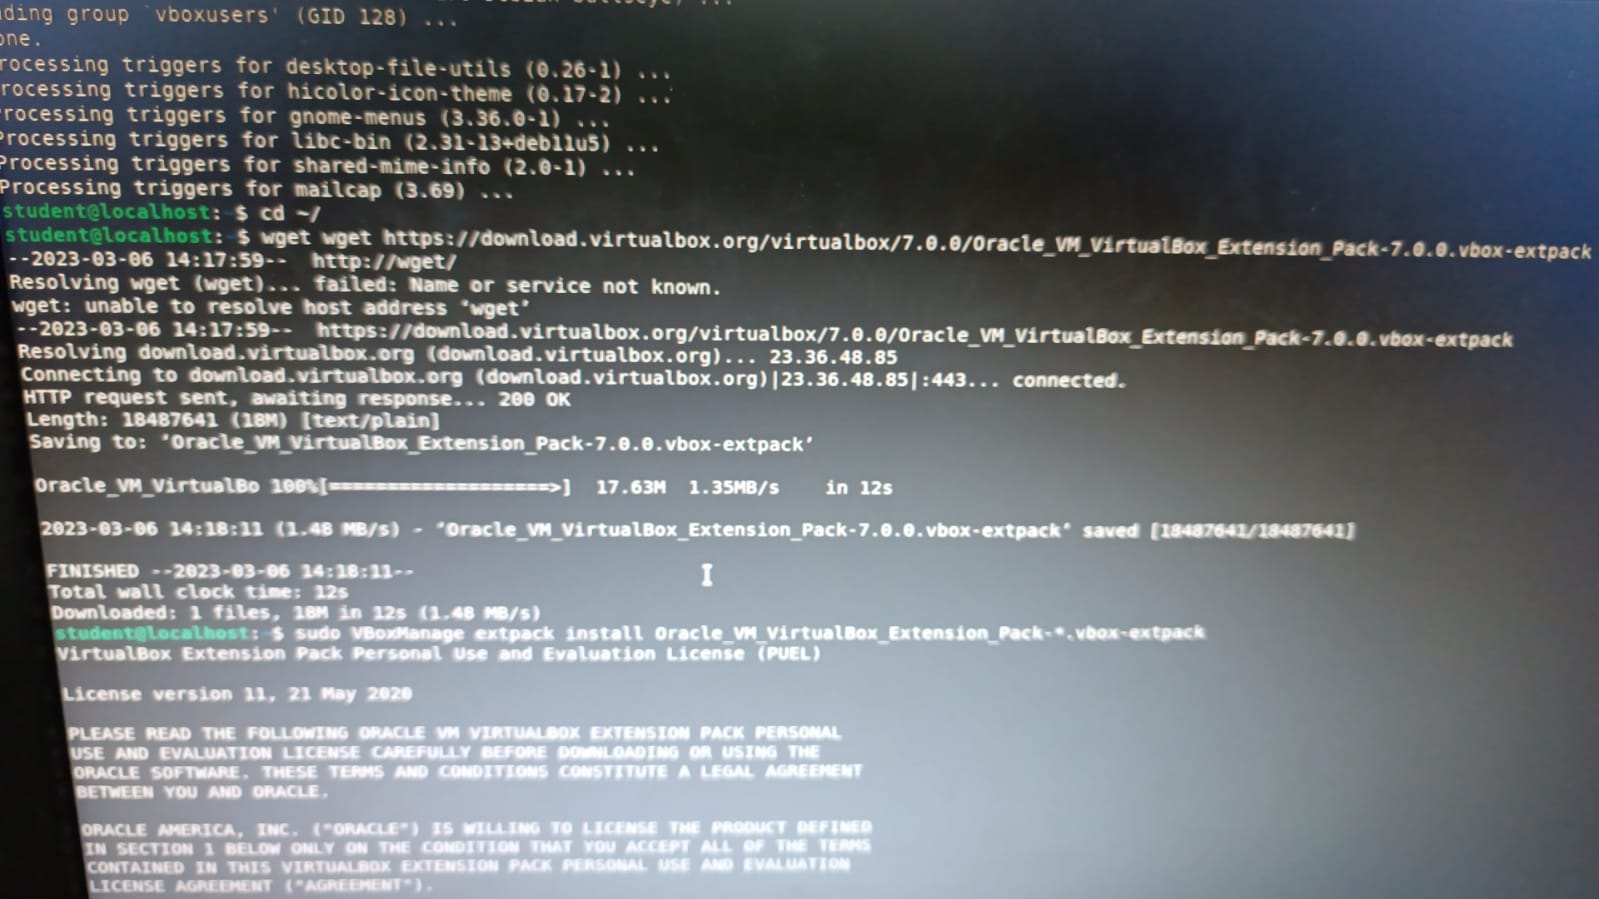 ding group `vboxusers' (GID 128) ...
one.
rocessing triggers for desktop-file-utils (0.26-1) ...
rocessing triggers for hicolor-icon-theme (0.17-2) ...
rocessing triggers for gnome-menus (3.36.0-1) ...
Processing triggers for libc-bin (2.31-13+deb11u5) ...
Processing triggers for shared-mime-info (2.0-1) ...
Processing triggers for mailcap (3.69) ...
student@localhost:~$ cd ~/
student@localhost:~$ wget wget https://download.virtualbox.org/virtualbox/7.0.0/Oracle_VM_VirtualBox_Extension_Pack-7.0.0.vbox-extpack
--2023-03-06 14:17:59--  http://wget/
Resolving wget (wget)... failed: Name or service not known.
wget: unable to resolve host address ‘wget’
--2023-03-06 14:17:59--  https://download.virtualbox.org/virtualbox/7.0.0/Oracle_VM_VirtualBox_Extension_Pack-7.0.0.vbox-extpack
Resolving download.virtualbox.org (download.virtualbox.org)... 23.36.48.85
Connecting to download.virtualbox.org (download.virtualbox.org)|23.36.48.85|:443... connected.
HTTP request sent, awaiting response... 200 OK
Length: 18487641 (18M) [text/plain]
Saving to: ‘Oracle_VM_VirtualBox_Extension_Pack-7.0.0.vbox-extpack’
Oracle_VM_VirtualBo 100%[===================>]  17.63M  1.35MB/s    in 12s
2023-03-06 14:18:11 (1.48 MB/s) - ‘Oracle_VM_VirtualBox_Extension_Pack-7.0.0.vbox-extpack’ saved [18487641/18487641]
FINISHED --2023-03-06 14:18:11--
Total wall clock time: 12s
Downloaded: 1 files, 18M in 12s (1.48 MB/s)
student@localhost:~$ sudo VBoxManage extpack install Oracle_VM_VirtualBox_Extension_Pack-*.vbox-extpack
VirtualBox Extension Pack Personal Use and Evaluation License (PUEL)
License version 11, 21 May 2020
PLEASE READ THE FOLLOWING ORACLE VM VIRTUALBOX EXTENSION PACK PERSONAL
USE AND EVALUATION LICENSE CAREFULLY BEFORE DOWNLOADING OR USING THE
ORACLE SOFTWARE. THESE TERMS AND CONDITIONS CONSTITUTE A LEGAL AGREEMENT
BETWEEN YOU AND ORACLE.
ORACLE AMERICA, INC. ("ORACLE") IS WILLING TO LICENSE THE PRODUCT DEFINED
IN SECTION 1 BELOW ONLY ON THE CONDITION THAT YOU ACCEPT ALL OF THE TERMS
CONTAINED IN THIS VIRTUALBOX EXTENSION PACK PERSONAL USE AND EVALUATION
LICENSE AGREEMENT ("AGREEMENT").